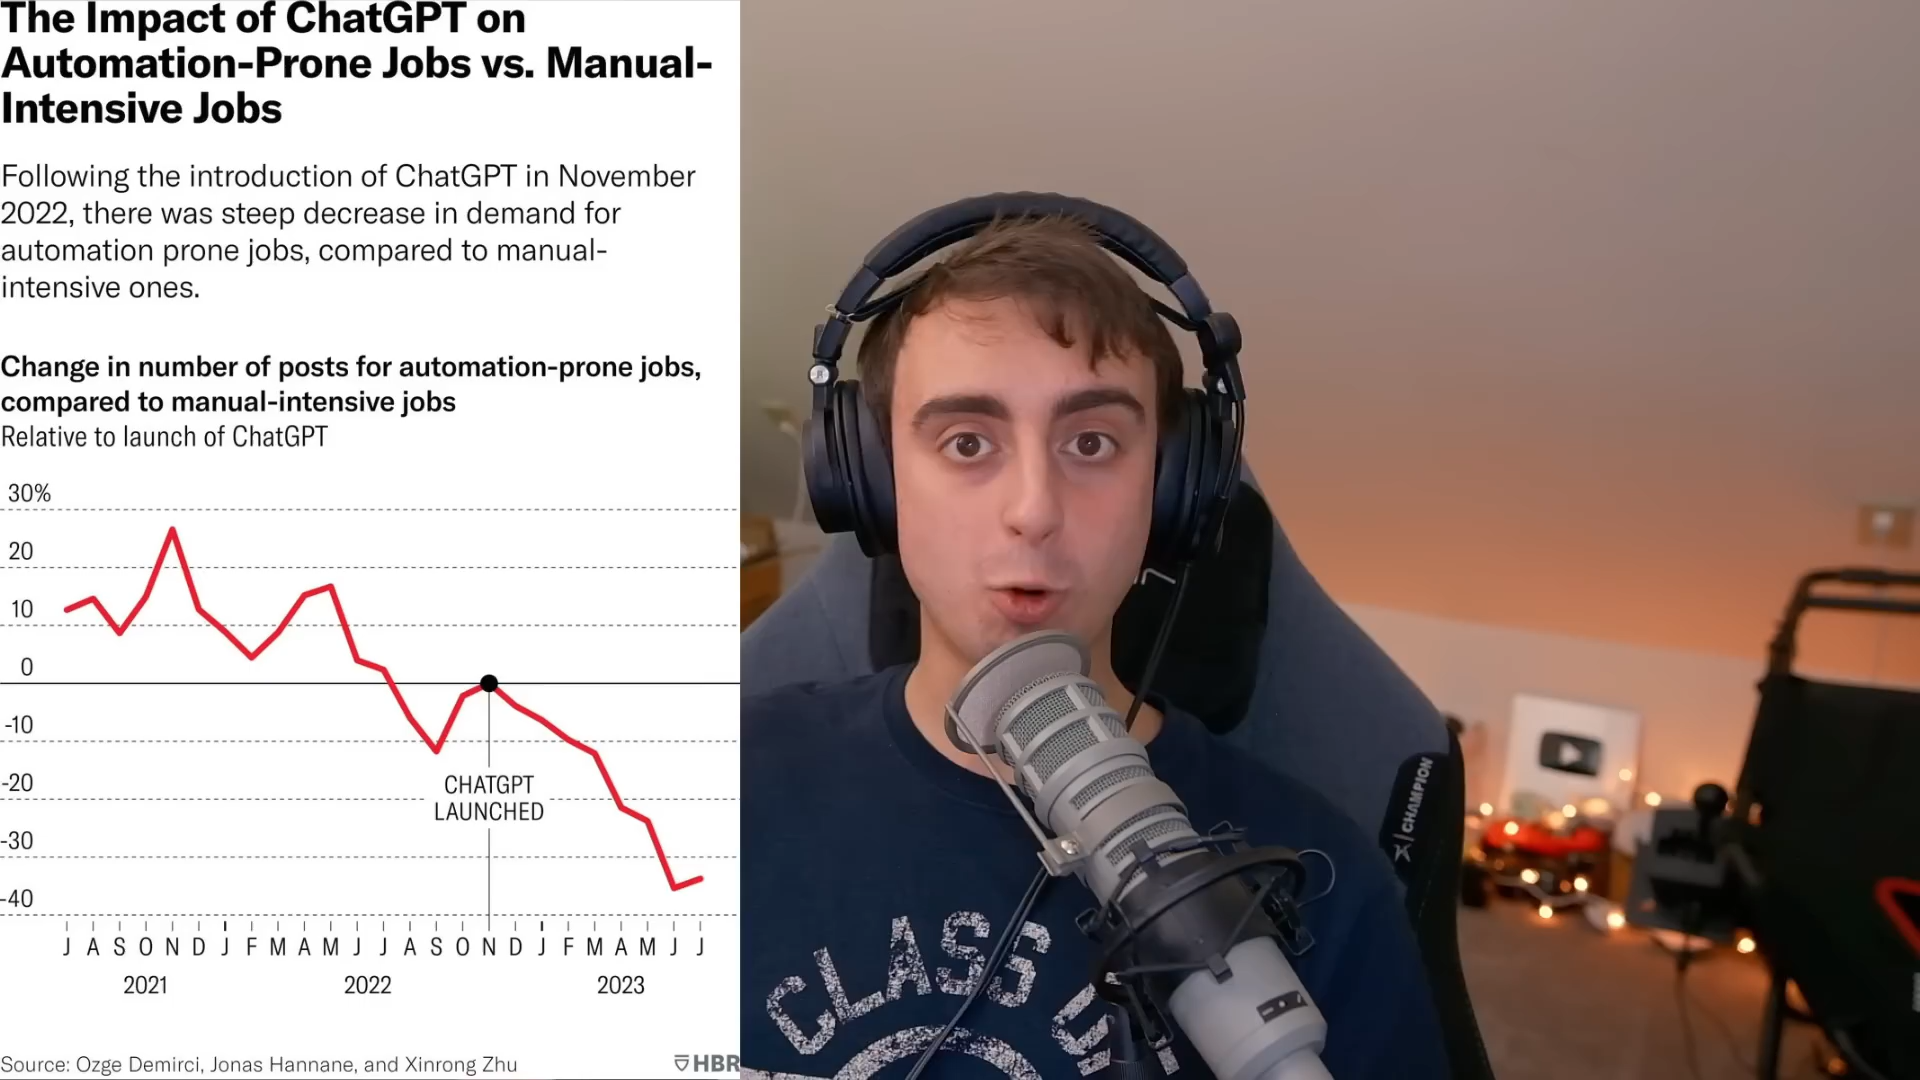 The Impact of ChatGPT on
Automation-Prone Jobs vs. Manual-
Intensive Jobs
Following the introduction of ChatGPT in November
2022, there was steep decrease in demand for
automation prone jobs, compared to manual-
intensive ones.
Change in number of posts for automation-prone jobs,
compared to manual-intensive jobs
Relative to launch of ChatGPT
30%
20
10
0
-10
-20
-30
-40
CHATGPT
LAUNCHED
J A S O N D J F M A M J J A S O N D J F M A M J J
2021 2022 2023
Source: Ozge Demirci, Jonas Hannane, and Xinrong Zhu
HBR
CHAMPION
CLASS